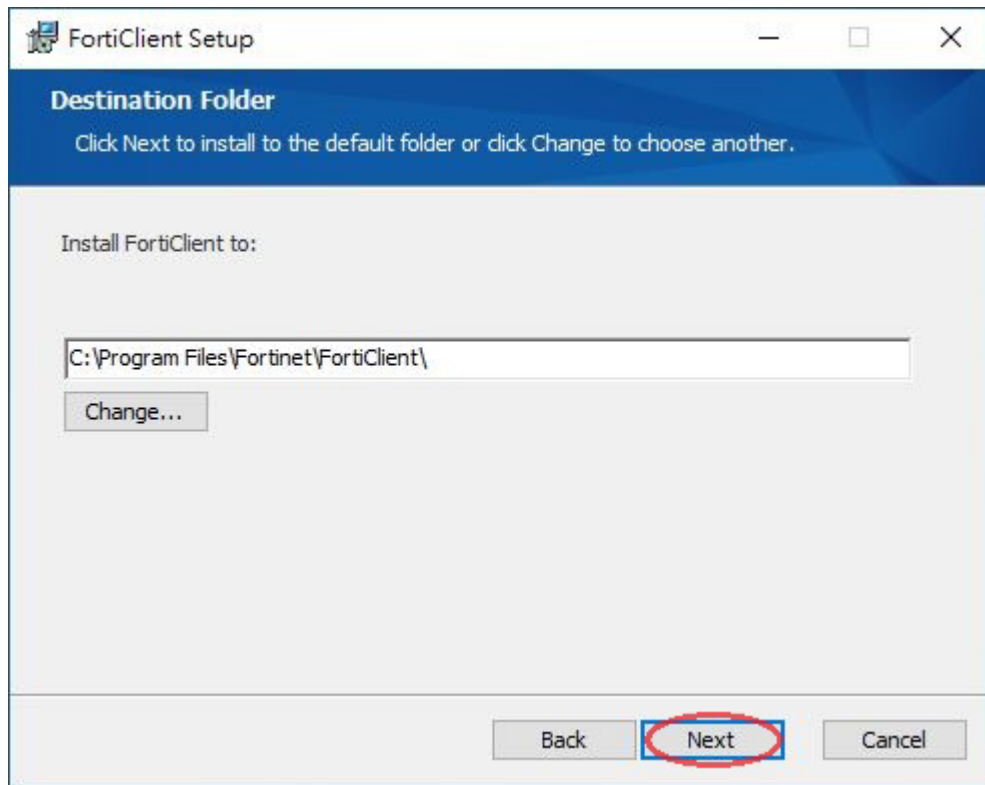 FortiClient Setup
Destination Folder
Click Next to install to the default folder or click Change to choose another.
Install FortiClient to:
C:\Program Files\Fortinet\FortiClient\
Change...
Back Next Cancel